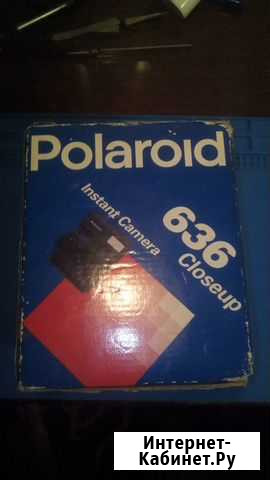 Polaroid
Instant Camera
636
Closeup
Интернет-
Кабинет.Ру